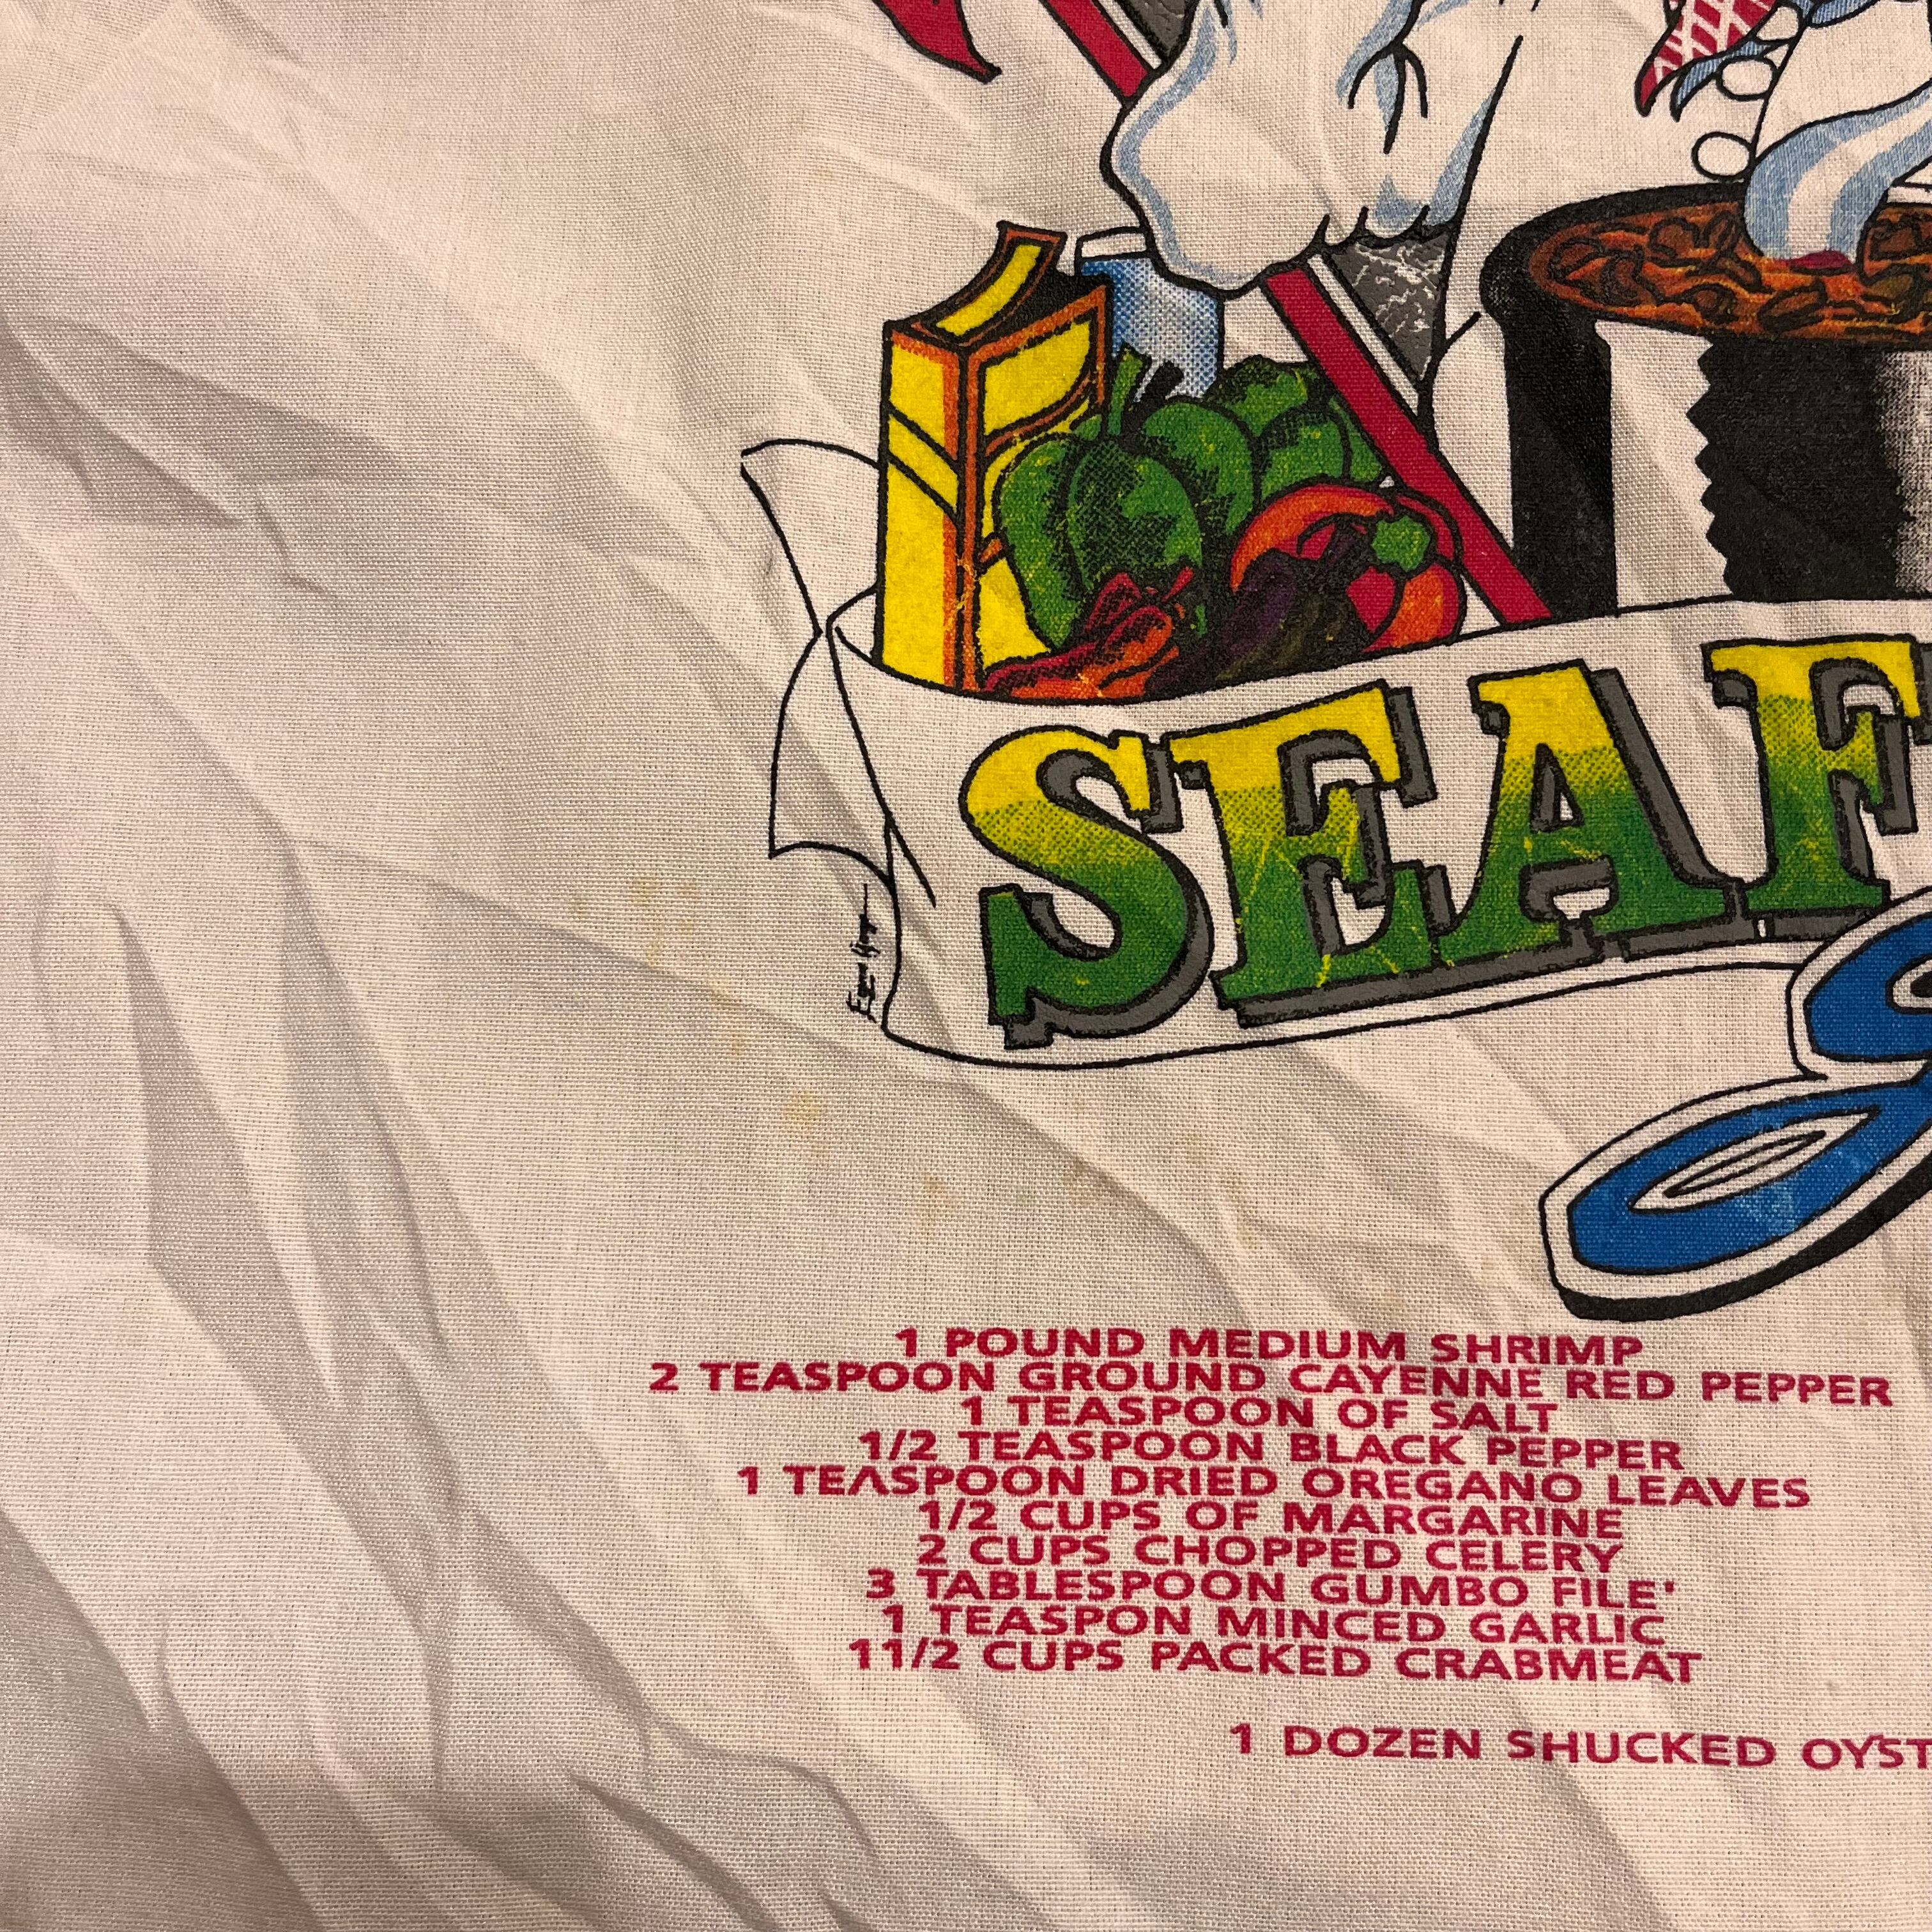 SEAF
g
1 POUND MEDIUM SHRIMP
2 TEASPOON GROUND CAYENNE RED PEPPER
1 TEASPOON OF SALT
1/2 TEASPOON BLACK PEPPER
1 TEASPOON DRIED OREGANO LEAVES
1/2 CUPS OF MARGARINE
2 CUPS CHOPPED CELERY
3 TABLESPOON GUMBO FILE'
1 TEASPON MINCED GARLIC
11/2 CUPS PACKED CRABMEAT
1 DOZEN SHUCKED OYST